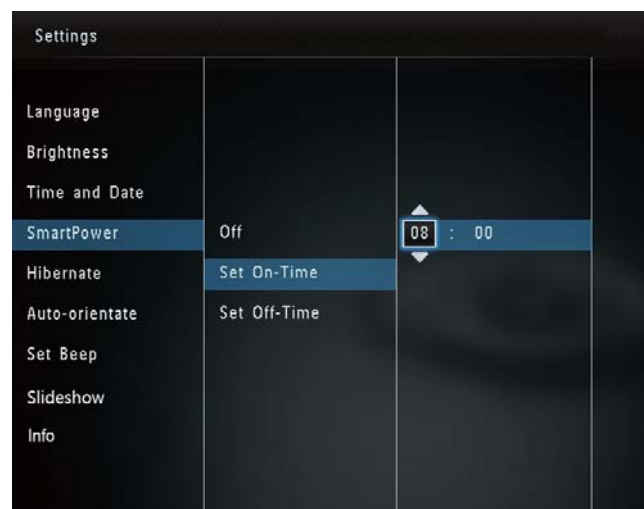 Settings
Language
Brightness
Time and Date
SmartPower
Off
08 : 00
Hibernate
Set On-Time
Auto-orientate
Set Off-Time
Set Beep
Slideshow
Info